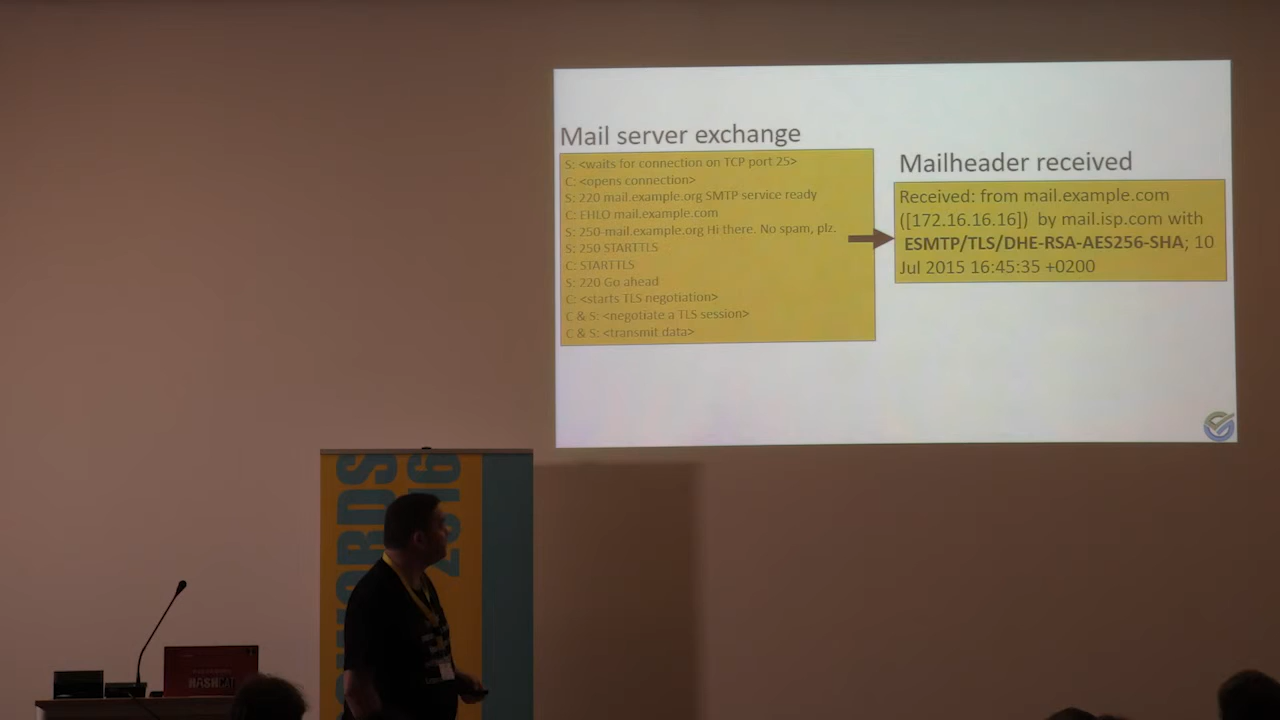 Mail server exchange
S: <waits for connection on TCP port 25>
C: <opens connection>
S: 220 mail.example.org SMTP service ready
C: EHLO mail.example.com
S: 250-mail.example.org Hi there. No spam, plz.
S: 250 STARTTLS
C: STARTTLS
S: 220 Go ahead
C: <starts TLS negotiation>
C & S: <negotiate a TLS session>
C & S: <transmit data>
Mailheader received
Received: from mail.example.com
([172.16.16.16]) by mail.isp.com with
ESMTP/TLS/DHE-RSA-AES256-SHA; 10
Jul 2015 16:45:35 +0200
2016
HASHCAT